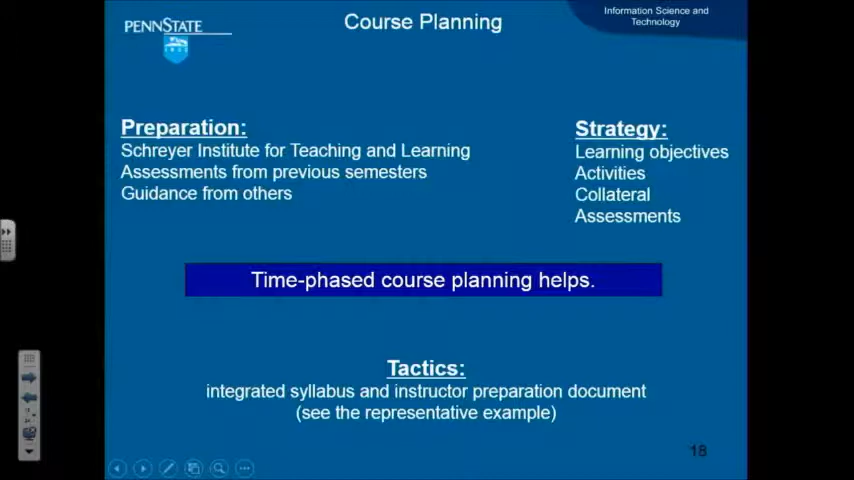 PENNSTATE
1855
Course Planning
Information Science and
Technology
Preparation:
Schreyer Institute for Teaching and Learning
Assessments from previous semesters
Guidance from others
Strategy:
Learning objectives
Activities
Collateral
Assessments
Time-phased course planning helps.
Tactics:
integrated syllabus and instructor preparation document
(see the representative example)
18